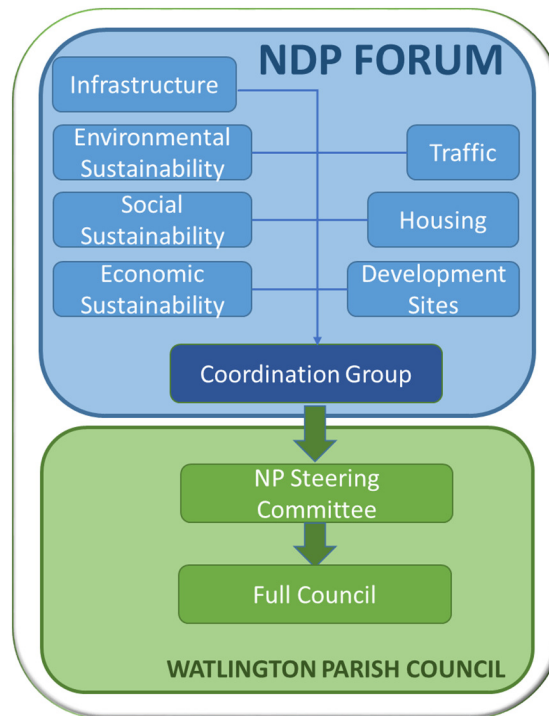 NDP FORUM
Infrastructure
Environmental
Sustainability
Traffic
Social
Sustainability
Housing
Economic
Sustainability
Development
Sites
Coordination Group
NP Steering
Committee
Full Council
WATLINGTON PARISH COUNCIL